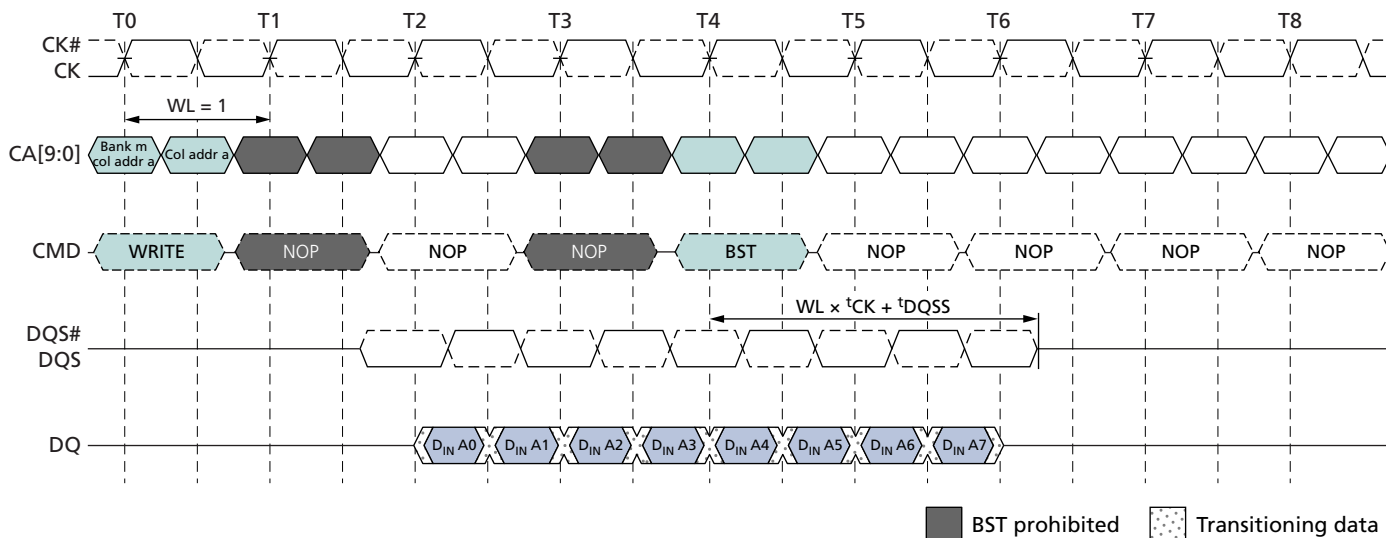 T0 T1 T2 T3 T4 T5 T6 T7 T8
CK#
CK
WL = 1
CA[9:0]
Bank m
col addr a
Col addr a
CMD
WRITE NOP NOP NOP BST NOP NOP NOP NOP
WL × tCK + tDQSS
DQS#
DQS
DQ
DIN A0 DIN A1 DIN A2 DIN A3 DIN A4 DIN A5 DIN A6 DIN A7
BST prohibited
Transitioning data